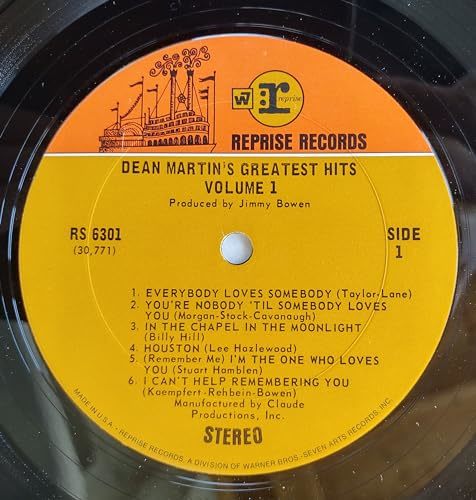 W
r
reprise
REPRISE RECORDS
DEAN MARTIN'S GREATEST HITS
VOLUME 1
Produced by Jimmy Bowen
RS 6301
(30,771)
SIDE
1
1. EVERYBODY LOVES SOMEBODY (Taylor-Lane)
2. YOU'RE NOBODY 'TIL SOMEBODY LOVES
YOU (Morgan-Stock-Cavanaugh)
3. IN THE CHAPEL IN THE MOONLIGHT
(Billy Hill)
4. HOUSTON (Lee Hazlewood)
5. (Remember Me) I'M THE ONE WHO LOVES
YOU (Stuart Hamblen)
6. I CAN'T HELP REMEMBERING YOU
(Kaempfert-Rehbein-Bowen)
Manufactured by Claude
Productions, Inc.
STEREO
MADE IN U.S.A. - REPRISE RECORDS, A DIVISION OF WARNER BROS.- SEVEN ARTS RECORDS, INC.